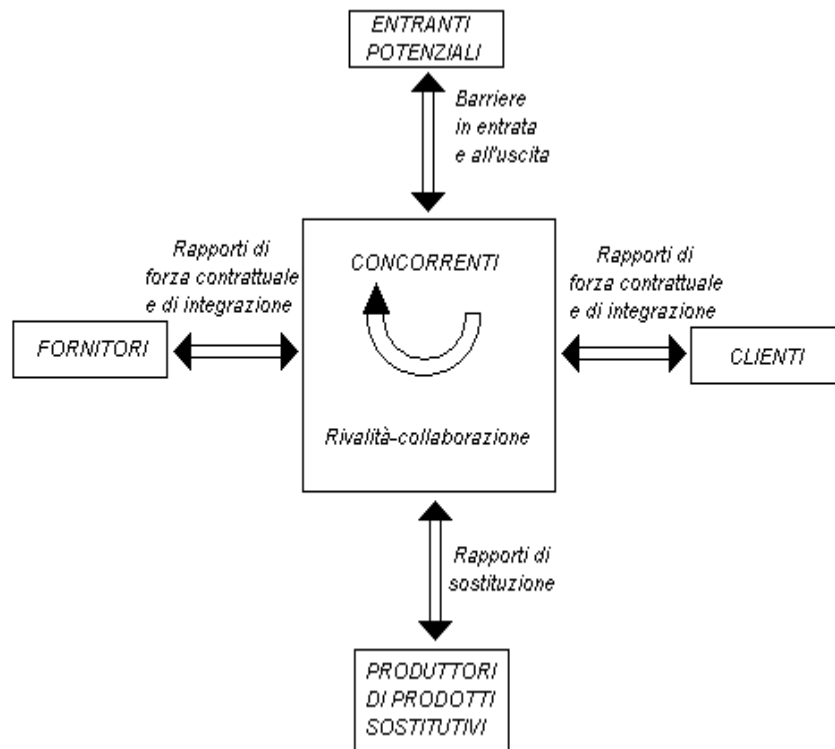 ENTRANTI
POTENZIALI
Barriere
in entrata
e all'uscita
Rapporti di
forza contrattuale
e di integrazione
CONCORRENTI
Rapporti di
forza contrattuale
e di integrazione
FORNITORI
CLIENTI
Rivalità-collaborazione
Rapporti di
sostituzione
PRODUTTORI
DI PRODOTTI
SOSTITUTIVI